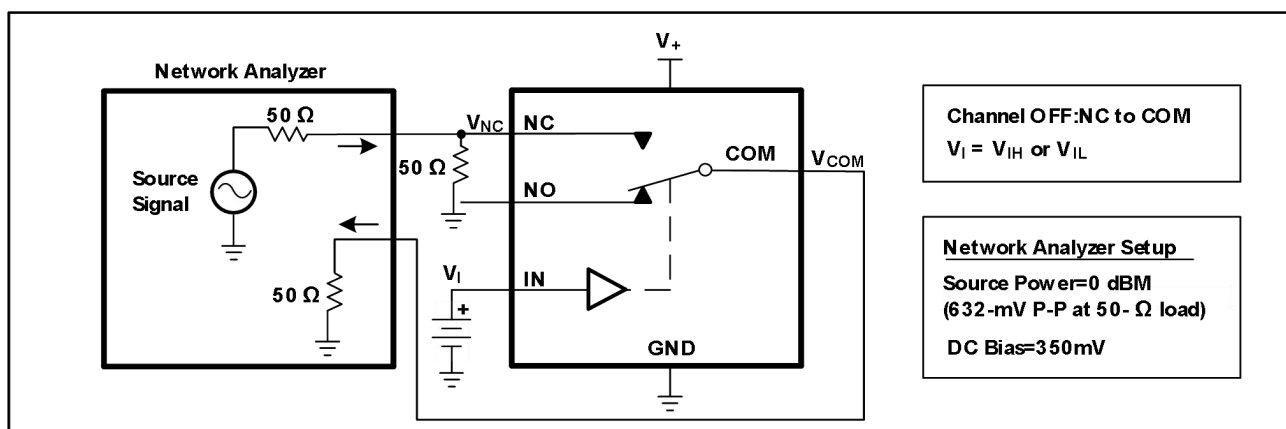 V+
Network Analyzer
50 Ω
Channel OFF:NC to COM
VI = VIH or VIL
VNC
NC
COM
VCOM
50 Ω
Source
Signal
NO
Network Analyzer Setup
Source Power=0 dBM
(632-mV P-P at 50- Ω load)
DC Bias=350mV
VI
IN
50 Ω
+
GND